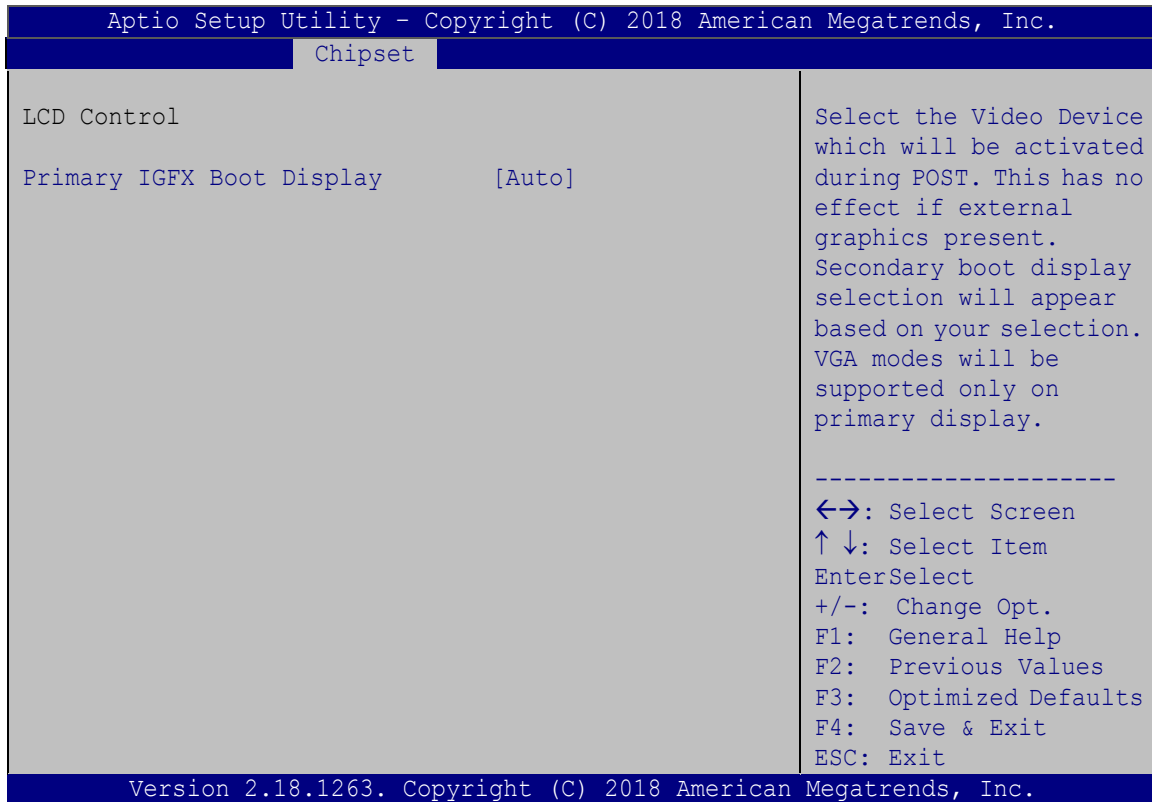 Aptio Setup Utility – Copyright (C) 2018 American Megatrends, Inc.
Chipset
LCD Control
Primary IGFX Boot Display [Auto]
Select the Video Device
which will be activated
during POST. This has no
effect if external
graphics present.
Secondary boot display
selection will appear
based on your selection.
VGA modes will be
supported only on
primary display.
---------------------
←→: Select Screen
↑ ↓: Select Item
EnterSelect
+/-: Change Opt.
F1: General Help
F2: Previous Values
F3: Optimized Defaults
F4: Save & Exit
ESC: Exit
Version 2.18.1263. Copyright (C) 2018 American Megatrends, Inc.